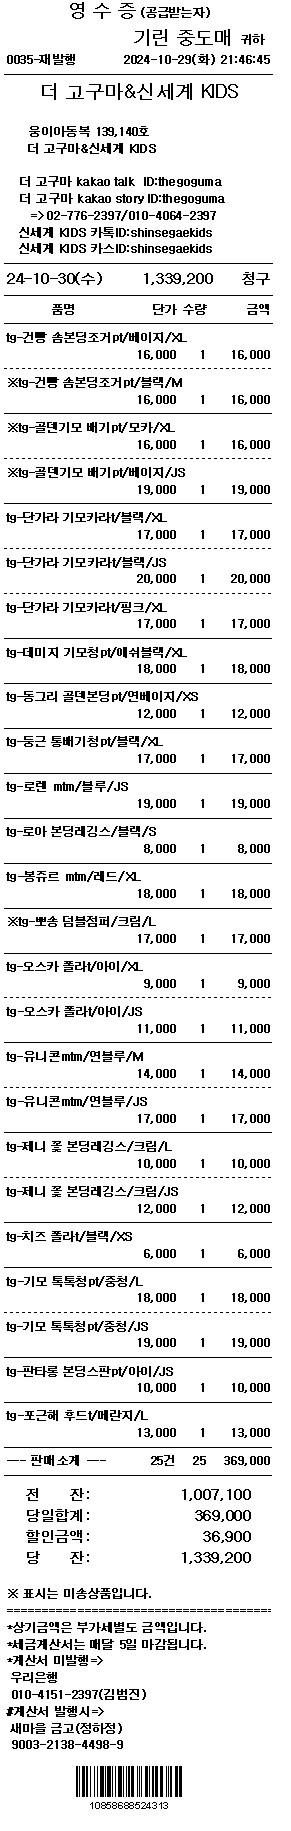 영 수 증 (공급받는자)
기린 중도매 귀하
0035-재발행 2024-10-29(화) 21:46:45
더 고구마&신세계 KIDS
웅이아동복 139,140호
더 고구마&신세계 KIDS
더 고구마 kakao talk ID:thegoguma
더 고구마 kakao story ID:thegoguma
=>02-776-2397/010-4064-2397
신세계 KIDS 카톡ID:shinsegaekids
신세계 KIDS 카스ID:shinsegaekids
24-10-30(수) 1,339,200 청구
품명 단가 수량 금액
tg-건빵 솜본딩조거pt/베이지/XL
16,000 1 16,000
※tg-건빵 솜본딩조거pt/블랙/M
16,000 1 16,000
※tg-골덴기모 배기pt/모카/XL
16,000 1 16,000
※tg-골덴기모 배기pt/베이지/JS
19,000 1 19,000
tg-단가라 기모카라t/블랙/XL
17,000 1 17,000
tg-단가라 기모카라t/블랙/JS
20,000 1 20,000
tg-단가라 기모카라t/핑크/XL
17,000 1 17,000
tg-데미지 기모청pt/애쉬블랙/XL
18,000 1 18,000
tg-동그리 골덴본딩pt/연베이지/XS
12,000 1 12,000
tg-둥근 통배기청pt/블랙/XL
17,000 1 17,000
tg-로렌 mtm/블루/JS
19,000 1 19,000
tg-로아 본딩레깅스/블랙/S
8,000 1 8,000
tg-봉쥬르 mtm/레드/XL
18,000 1 18,000
※tg-뽀송 덤블점퍼/크림/L
17,000 1 17,000
tg-오스카 폴라t/아이/XL
9,000 1 9,000
tg-오스카 폴라t/아이/JS
11,000 1 11,000
tg-유니콘mtm/연블루/M
14,000 1 14,000
tg-유니콘mtm/연블루/JS
17,000 1 17,000
tg-제니 꽃 본딩레깅스/크림/L
10,000 1 10,000
tg-제니 꽃 본딩레깅스/크림/JS
12,000 1 12,000
tg-치즈 폴라t/블랙/XS
6,000 1 6,000
tg-기모 톡톡청pt/중청/L
18,000 1 18,000
tg-기모 톡톡청pt/중청/JS
19,000 1 19,000
tg-판타롱 본딩스판pt/아이/JS
10,000 1 10,000
tg-포근해 후드t/메란지/L
13,000 1 13,000
--- 판매소계 --- 25건 25 369,000
전 잔: 1,007,100
당일합계: 369,000
할인금액: 36,900
당 잔: 1,339,200
※ 표시는 미송상품입니다.
========================================
*상기금액은 부가세별도 금액입니다.
*세금계산서는 매달 5일 마감됩니다.
*계산서 미발행=>
우리은행
010-4151-2397(김범진)
#계산서 발행시=>
새마을 금고(정하정)
9003-2138-4498-9
10858688524313